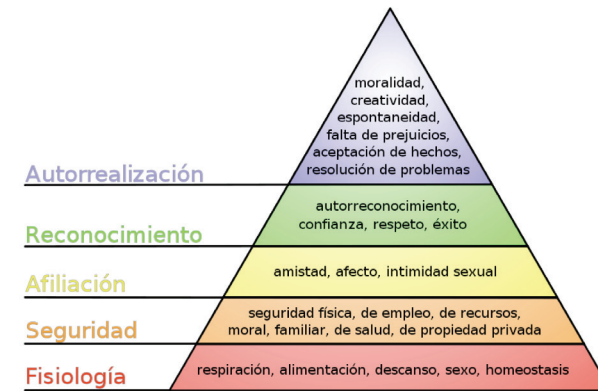 moralidad,
creatividad,
espontaneidad,
falta de prejuicios,
aceptación de hechos,
resolución de problemas
Autorrealización
autorreconocimiento,
confianza, respeto, éxito
Reconocimiento
amistad, afecto, intimidad sexual
Afiliación
seguridad física, de empleo, de recursos,
moral, familiar, de salud, de propiedad privada
Seguridad
respiración, alimentación, descanso, sexo, homeostasis
Fisiología